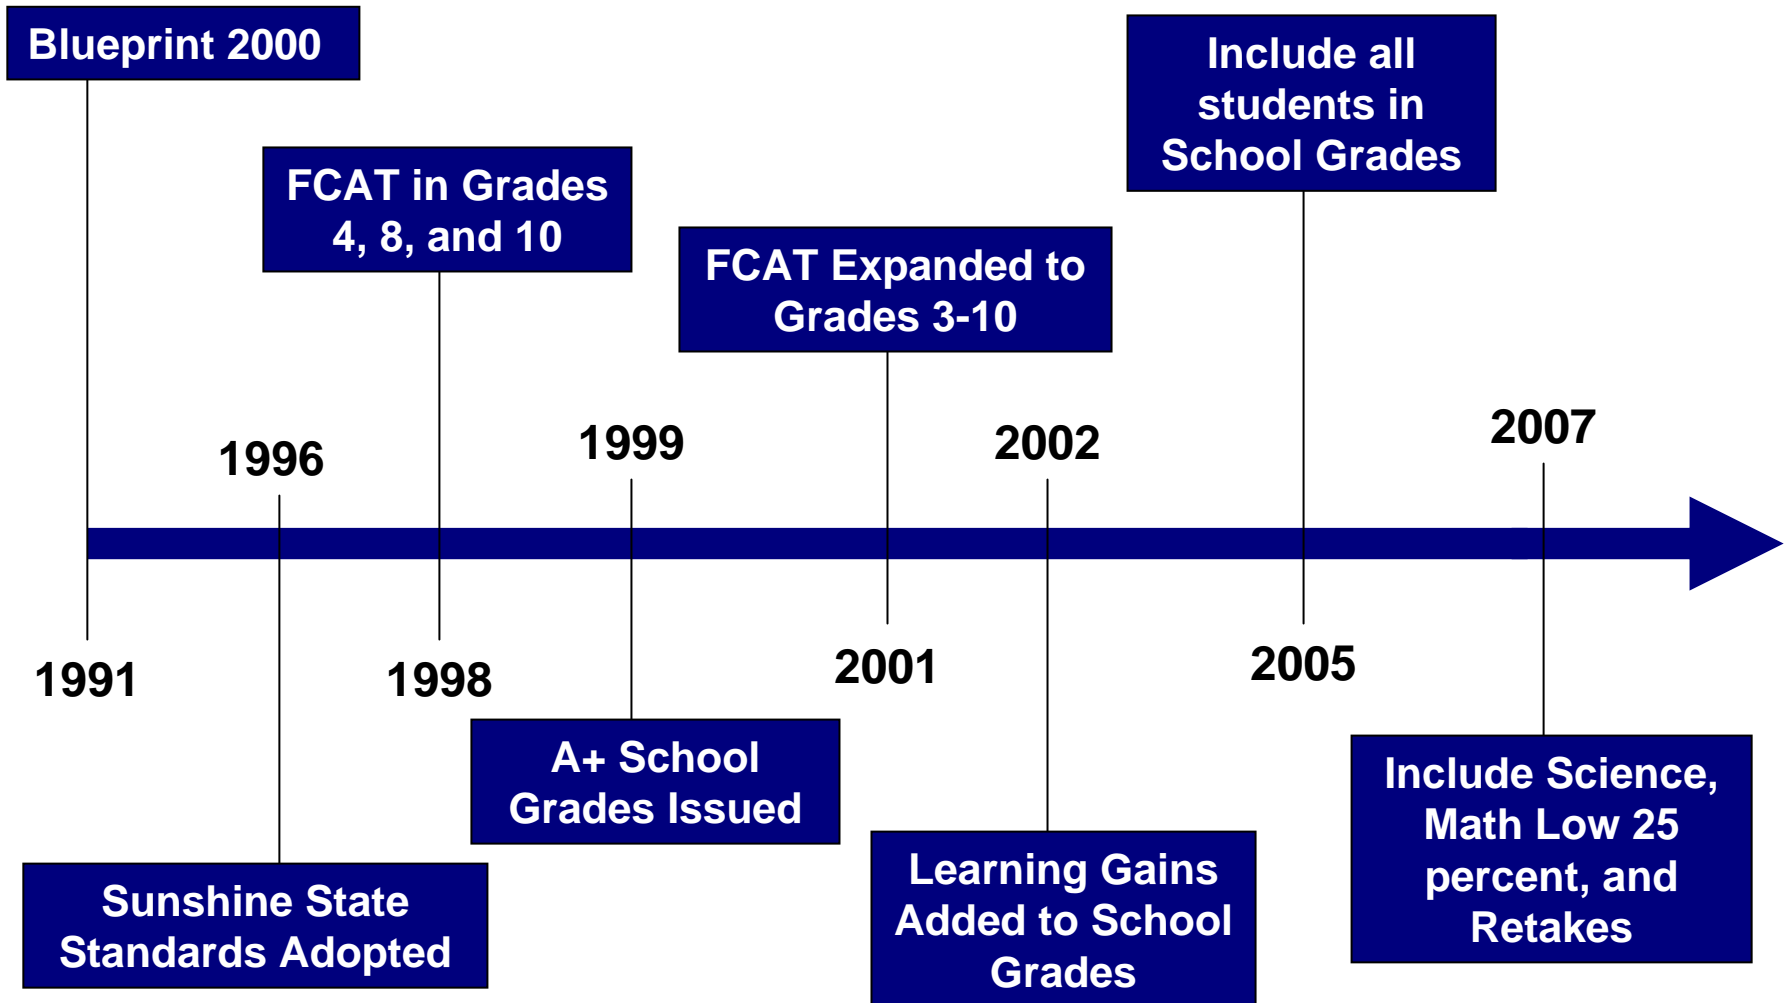 Blueprint 2000
Include all
students in
School Grades
FCAT in Grades
4, 8, and 10
FCAT Expanded to
Grades 3-10
1996
1999
2002
2007
1991
1998
2001
2005
A+ School
Grades Issued
Include Science,
Math Low 25
percent, and
Retakes
Learning Gains
Added to School
Grades
Sunshine State
Standards Adopted